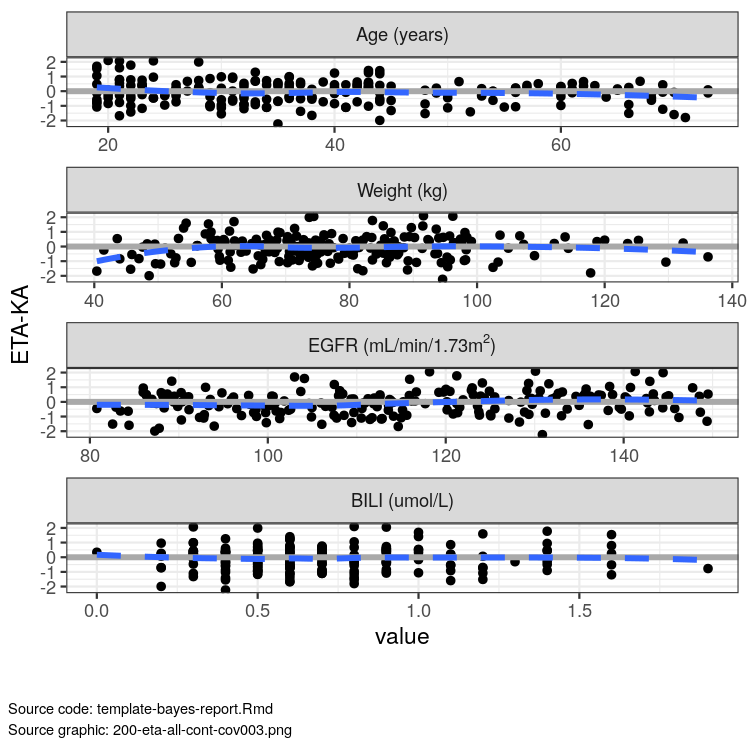 Age (years)
2
1
0
-1
-2
20 40 60
Weight (kg)
2
1
0
-1
-2
40 60 80 100 120 140
EGFR (mL/min/1.73m²)
2
1
0
-1
-2
80 100 120 140
BILI (umol/L)
2
1
0
-1
-2
0.0 0.5 1.0 1.5
ETA-KA
value
Source code: template-bayes-report.Rmd
Source graphic: 200-eta-all-cont-cov003.png